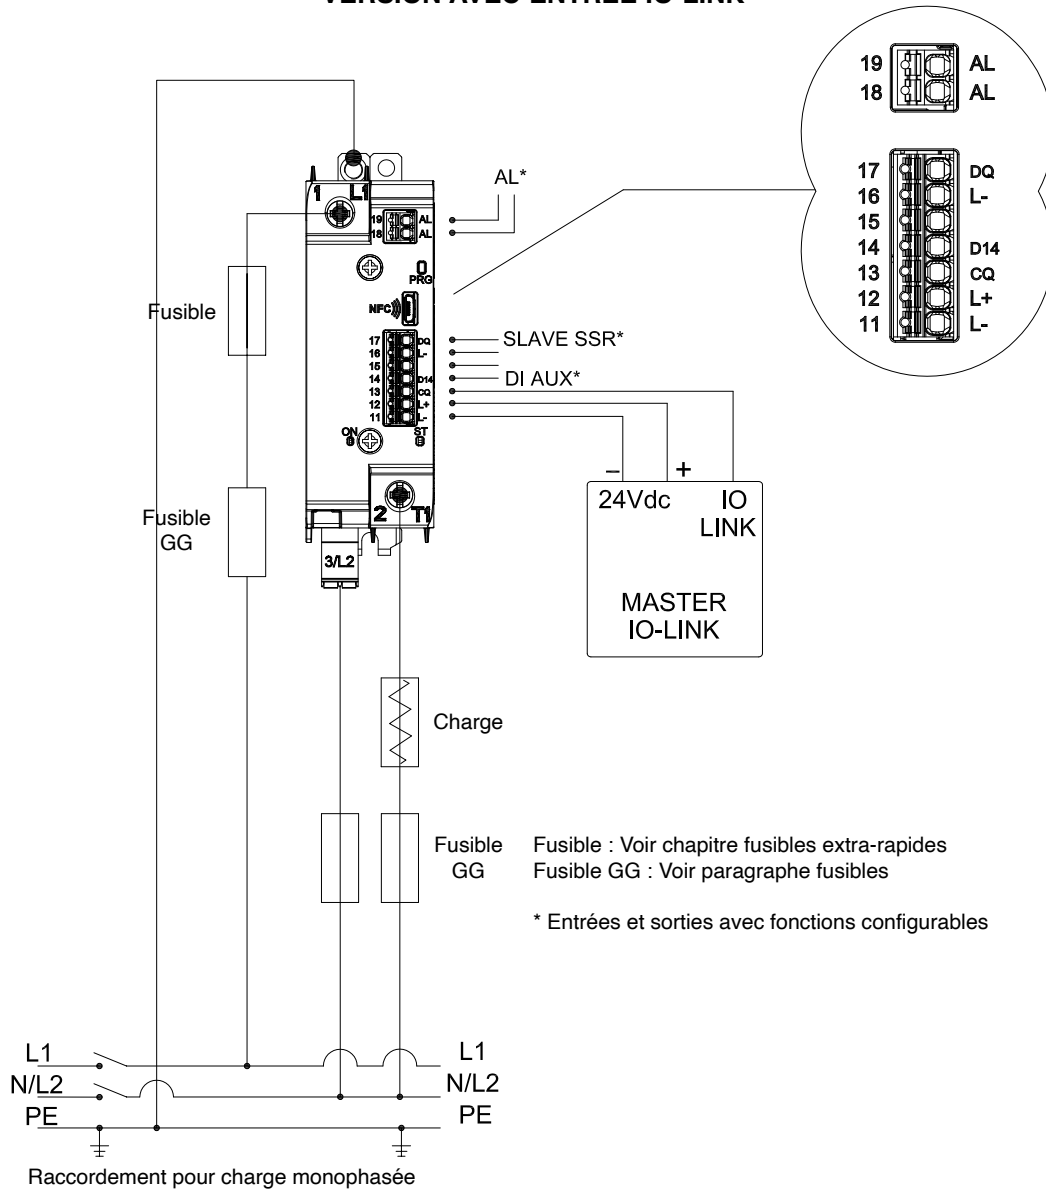 VERSION AVEC ENTRÉE IO-LINK
19 AL
18 AL
17 DQ
16 L-
15
14 D14
13 CQ
12 L+
11 L-
AL*
1 L1
19 AL
18 AL
PRG
NFC
Fusible
17 DQ
16 L-
15
14 D14
13 CQ
12 L+
11 L-
SLAVE SSR*
DI AUX*
ON ST
2 T1
3/L2
Fusible
GG
– +
24Vdc IO
LINK
MASTER
IO-LINK
Charge
Fusible
GG
Fusible : Voir chapitre fusibles extra-rapides
Fusible GG : Voir paragraphe fusibles
* Entrées et sorties avec fonctions configurables
L1 L1
N/L2 N/L2
PE PE
Raccordement pour charge monophasée